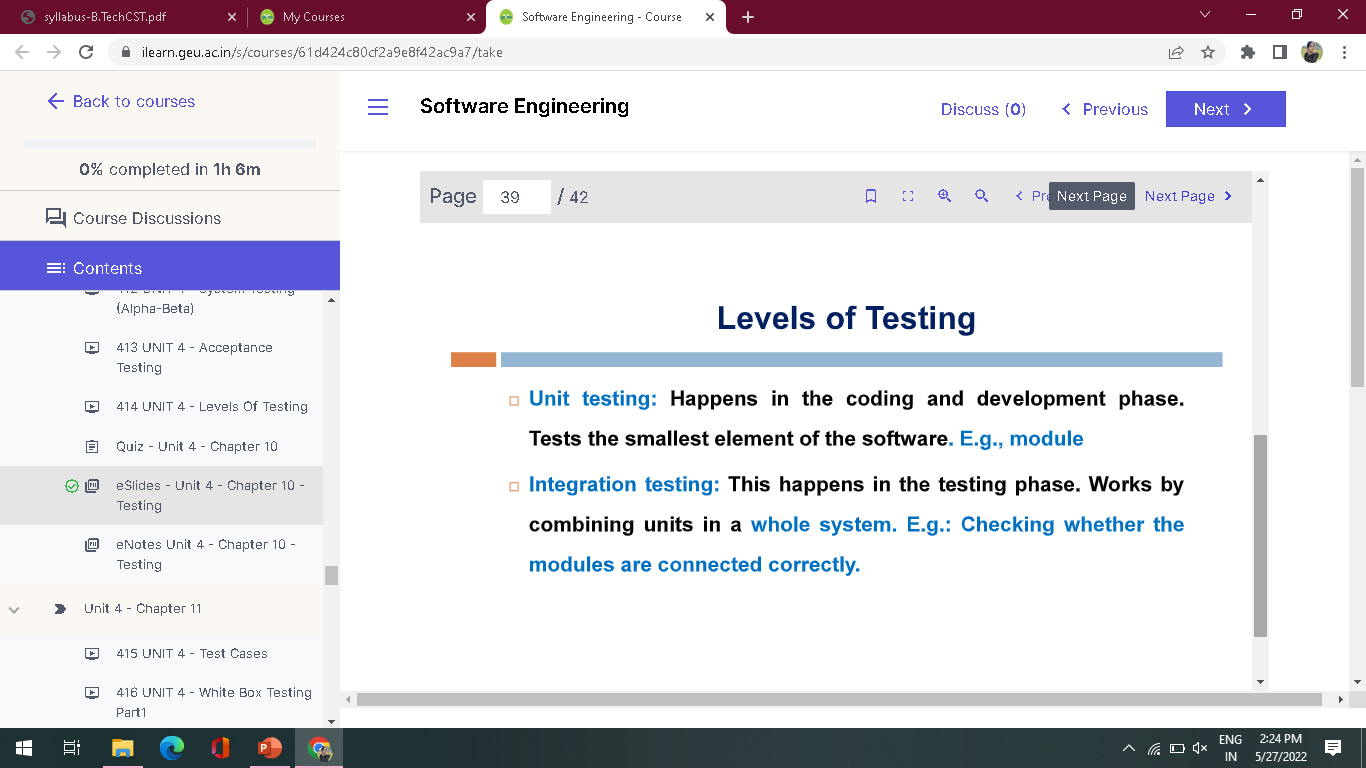 syllabus-B.TechCST.pdf
My Courses
Software Engineering - Course
ilearn.geu.ac.in/s/courses/61d424c80cf2a9e8f42ac9a7/take
Back to courses
0% completed in 1h 6m
Course Discussions
Contents
(Alpha-Beta)
413 UNIT 4 - Acceptance
Testing
414 UNIT 4 - Levels Of Testing
Quiz - Unit 4 - Chapter 10
eSlides - Unit 4 - Chapter 10 -
Testing
eNotes Unit 4 - Chapter 10 -
Testing
Unit 4 - Chapter 11
415 UNIT 4 - Test Cases
416 UNIT 4 - White Box Testing
Part1
Software Engineering
Discuss (0)
Previous
Next
Page 39 / 42
Next Page
Next Page
Levels of Testing
Unit testing: Happens in the coding and development phase.
Tests the smallest element of the software. E.g., module
Integration testing: This happens in the testing phase. Works by
combining units in a whole system. E.g.: Checking whether the
modules are connected correctly.
ENG
IN
2:24 PM
5/27/2022